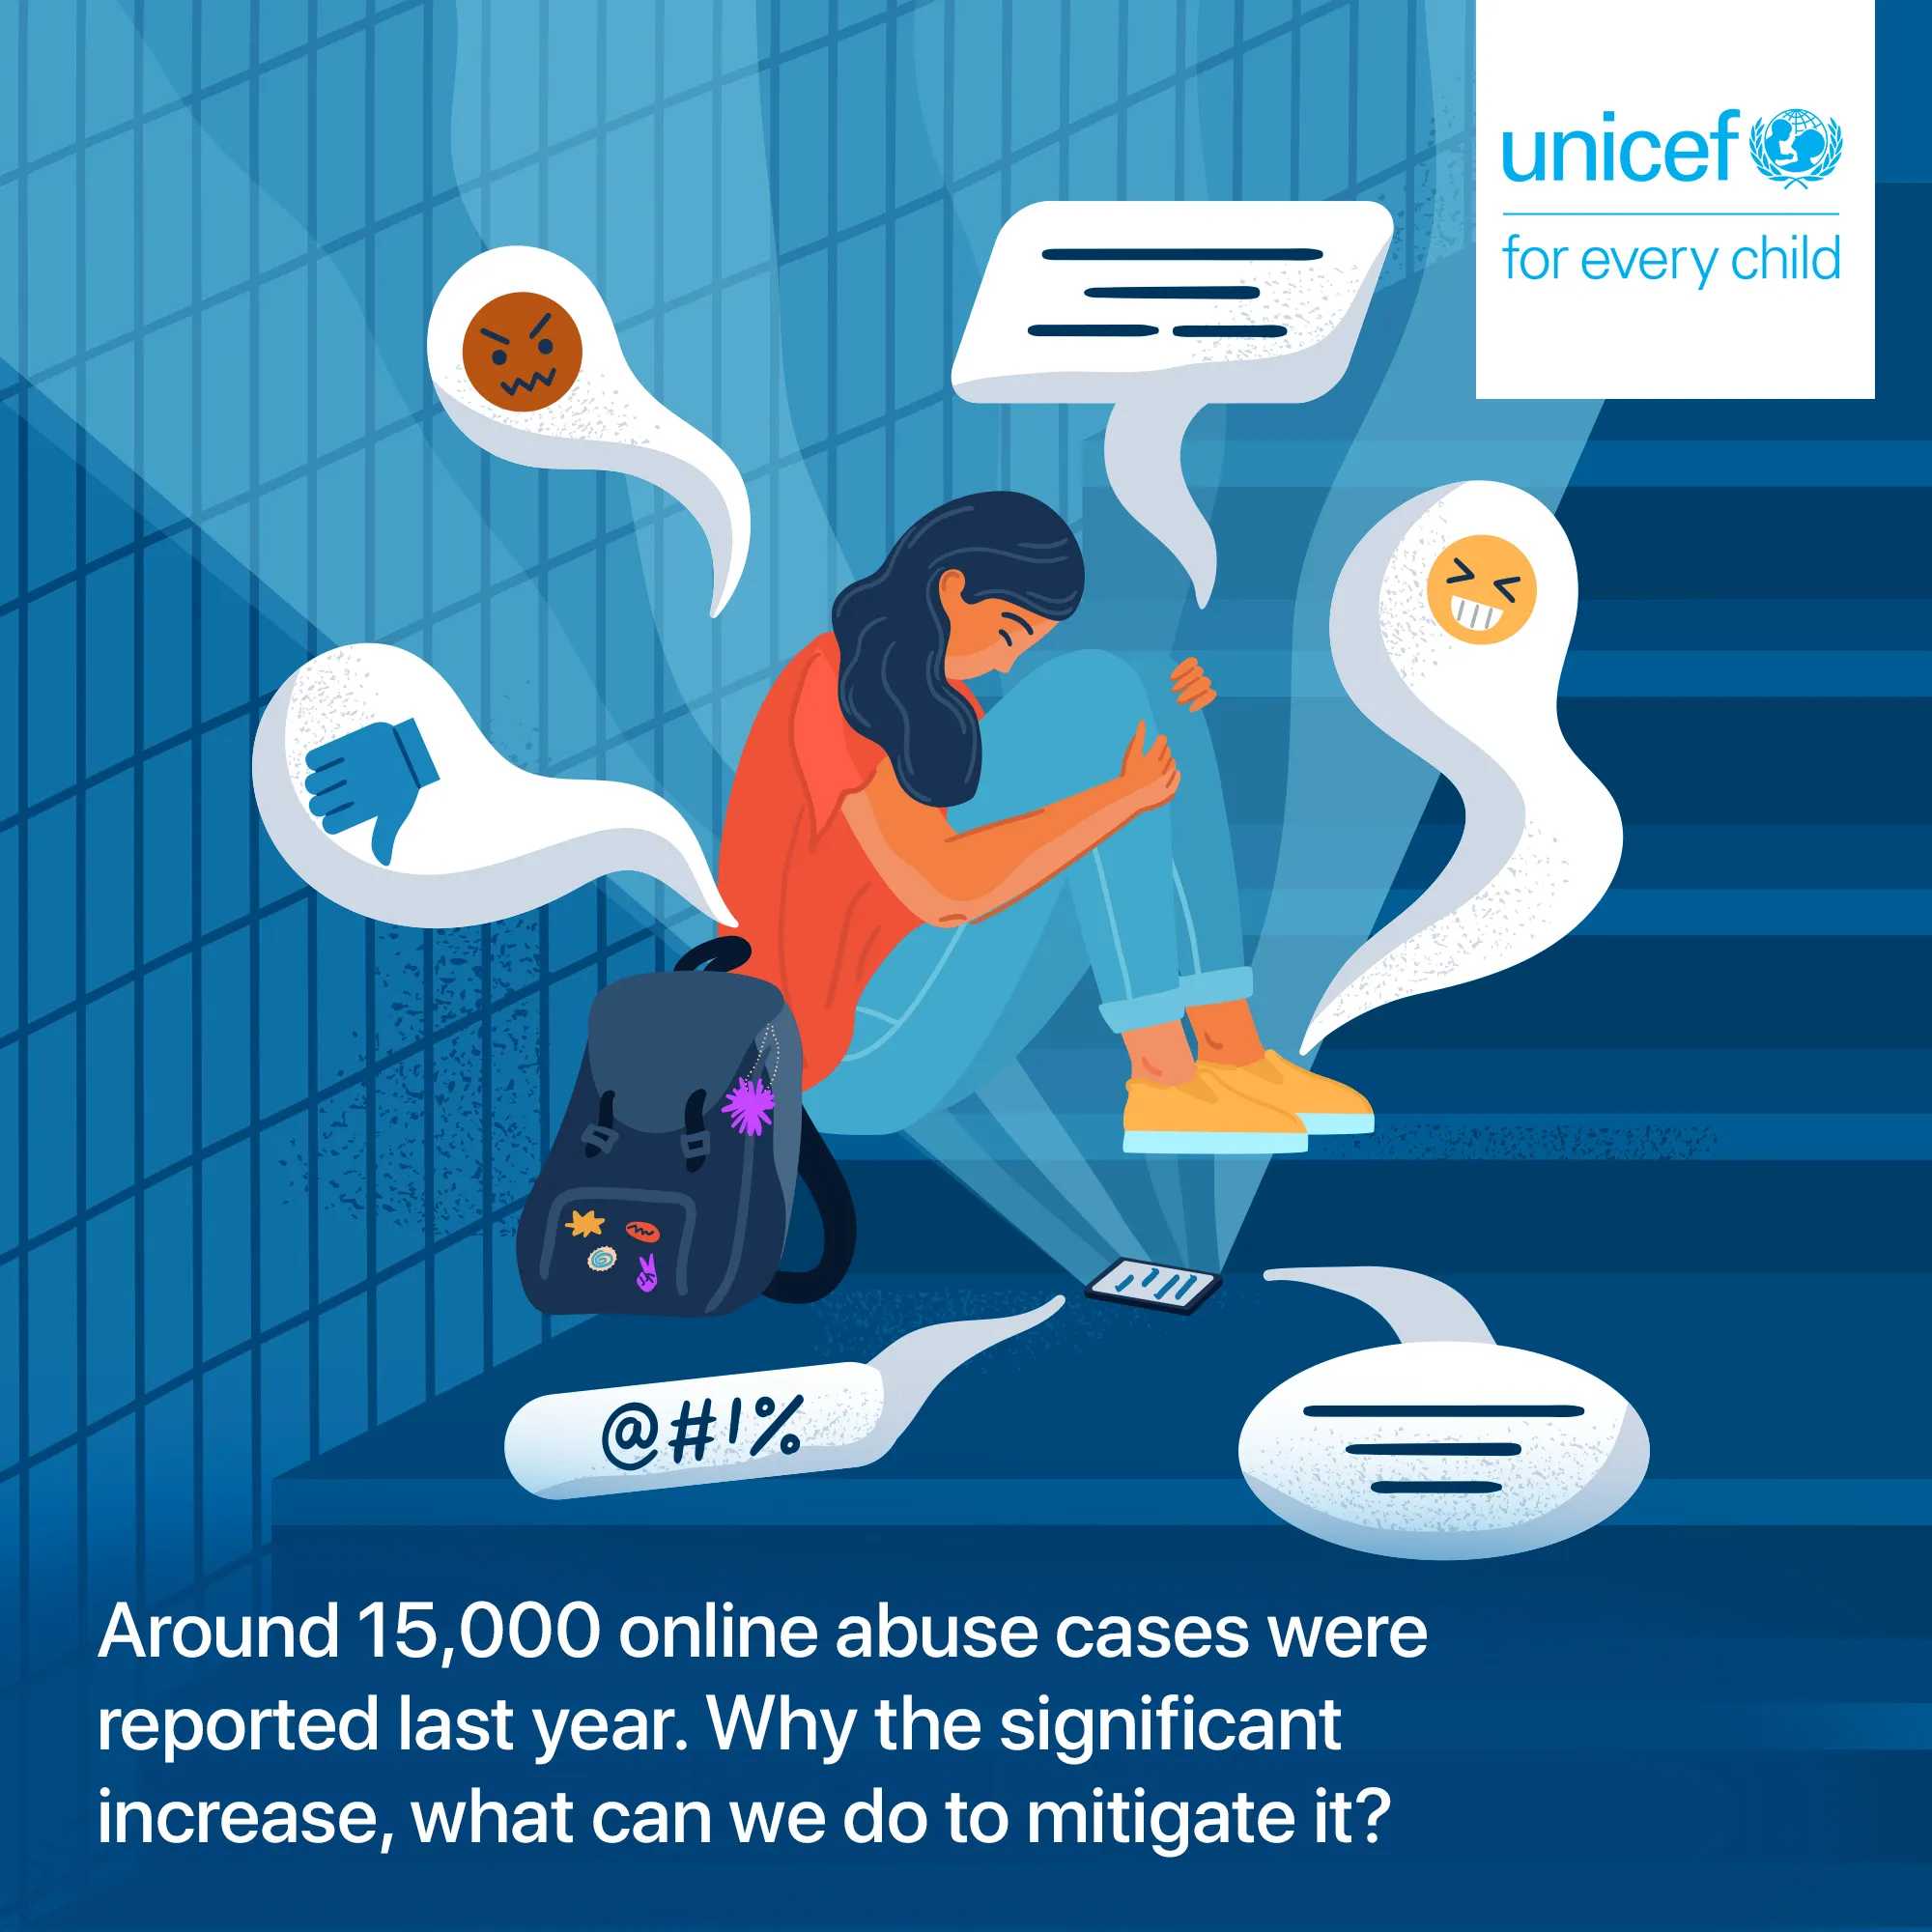 unicef
for every child
@#!%
Around 15,000 online abuse cases were
reported last year. Why the significant
increase, what can we do to mitigate it?